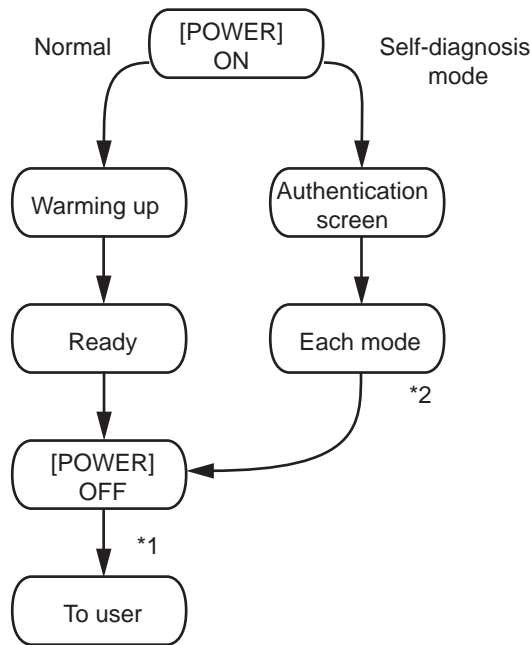 Normal
[POWER]
ON
Self-diagnosis
mode
Warming up
Authentication
screen
Ready
Each mode
*2
[POWER]
OFF
*1
To user